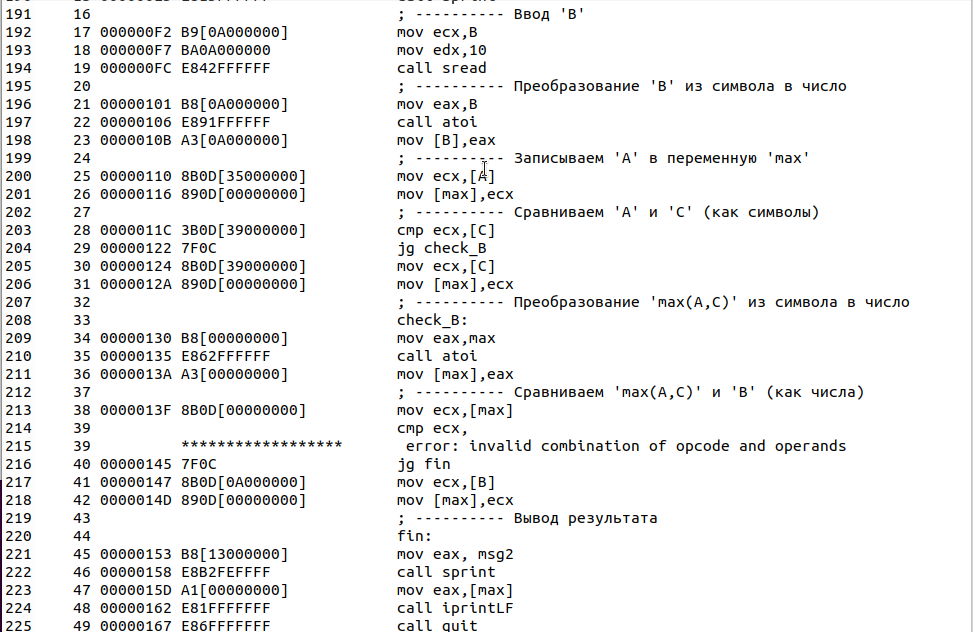 191 16 ; ---------- Ввод 'B'
192 17 000000F2 B9[0A000000] mov ecx,B
193 18 000000F7 BA0A000000 mov edx,10
194 19 000000FC E842FFFFFF call sread
195 20 ; ---------- Преобразование 'B' из символа в число
196 21 00000101 B8[0A000000] mov eax,B
197 22 00000106 E891FFFFFF call atoi
198 23 0000010B A3[0A000000] mov [B],eax
199 24 ; ---------- Записываем 'A' в переменную 'max'
200 25 00000110 8B0D[35000000] mov ecx,[A]
201 26 00000116 890D[00000000] mov [max],ecx
202 27 ; ---------- Сравниваем 'A' и 'C' (как символы)
203 28 0000011C 3B0D[39000000] cmp ecx,[C]
204 29 00000122 7F0C jg check_B
205 30 00000124 8B0D[39000000] mov ecx,[C]
206 31 0000012A 890D[00000000] mov [max],ecx
207 32 ; ---------- Преобразование 'max(A,C)' из символа в число
208 33 check_B:
209 34 00000130 B8[00000000] mov eax,max
210 35 00000135 E862FFFFFF call atoi
211 36 0000013A A3[00000000] mov [max],eax
212 37 ; ---------- Сравниваем 'max(A,C)' и 'B' (как числа)
213 38 0000013F 8B0D[00000000] mov ecx,[max]
214 39 cmp ecx,
215 39 ****************** error: invalid combination of opcode and operands
216 40 00000145 7F0C jg fin
217 41 00000147 8B0D[0A000000] mov ecx,[B]
218 42 0000014D 890D[00000000] mov [max],ecx
219 43 ; ---------- Вывод результата
220 44 fin:
221 45 00000153 B8[13000000] mov eax, msg2
222 46 00000158 E8B2FEFFFF call sprint
223 47 0000015D A1[00000000] mov eax,[max]
224 48 00000162 E81FFFFFFF call iprintLF
225 49 00000167 E86FFFFFFF call quit